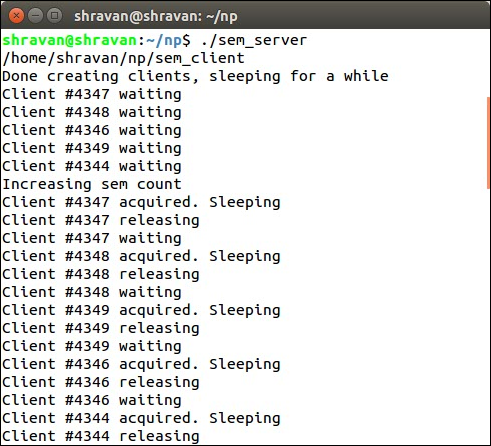 shravan@shravan: ~/np
shravan@shravan:~/np$ ./sem_server
/home/shravan/np/sem_client
Done creating clients, sleeping for a while
Client #4347 waiting
Client #4348 waiting
Client #4346 waiting
Client #4349 waiting
Client #4344 waiting
Increasing sem count
Client #4347 acquired. Sleeping
Client #4347 releasing
Client #4347 waiting
Client #4348 acquired. Sleeping
Client #4348 releasing
Client #4348 waiting
Client #4349 acquired. Sleeping
Client #4349 releasing
Client #4349 waiting
Client #4346 acquired. Sleeping
Client #4346 releasing
Client #4346 waiting
Client #4344 acquired. Sleeping
Client #4344 releasing